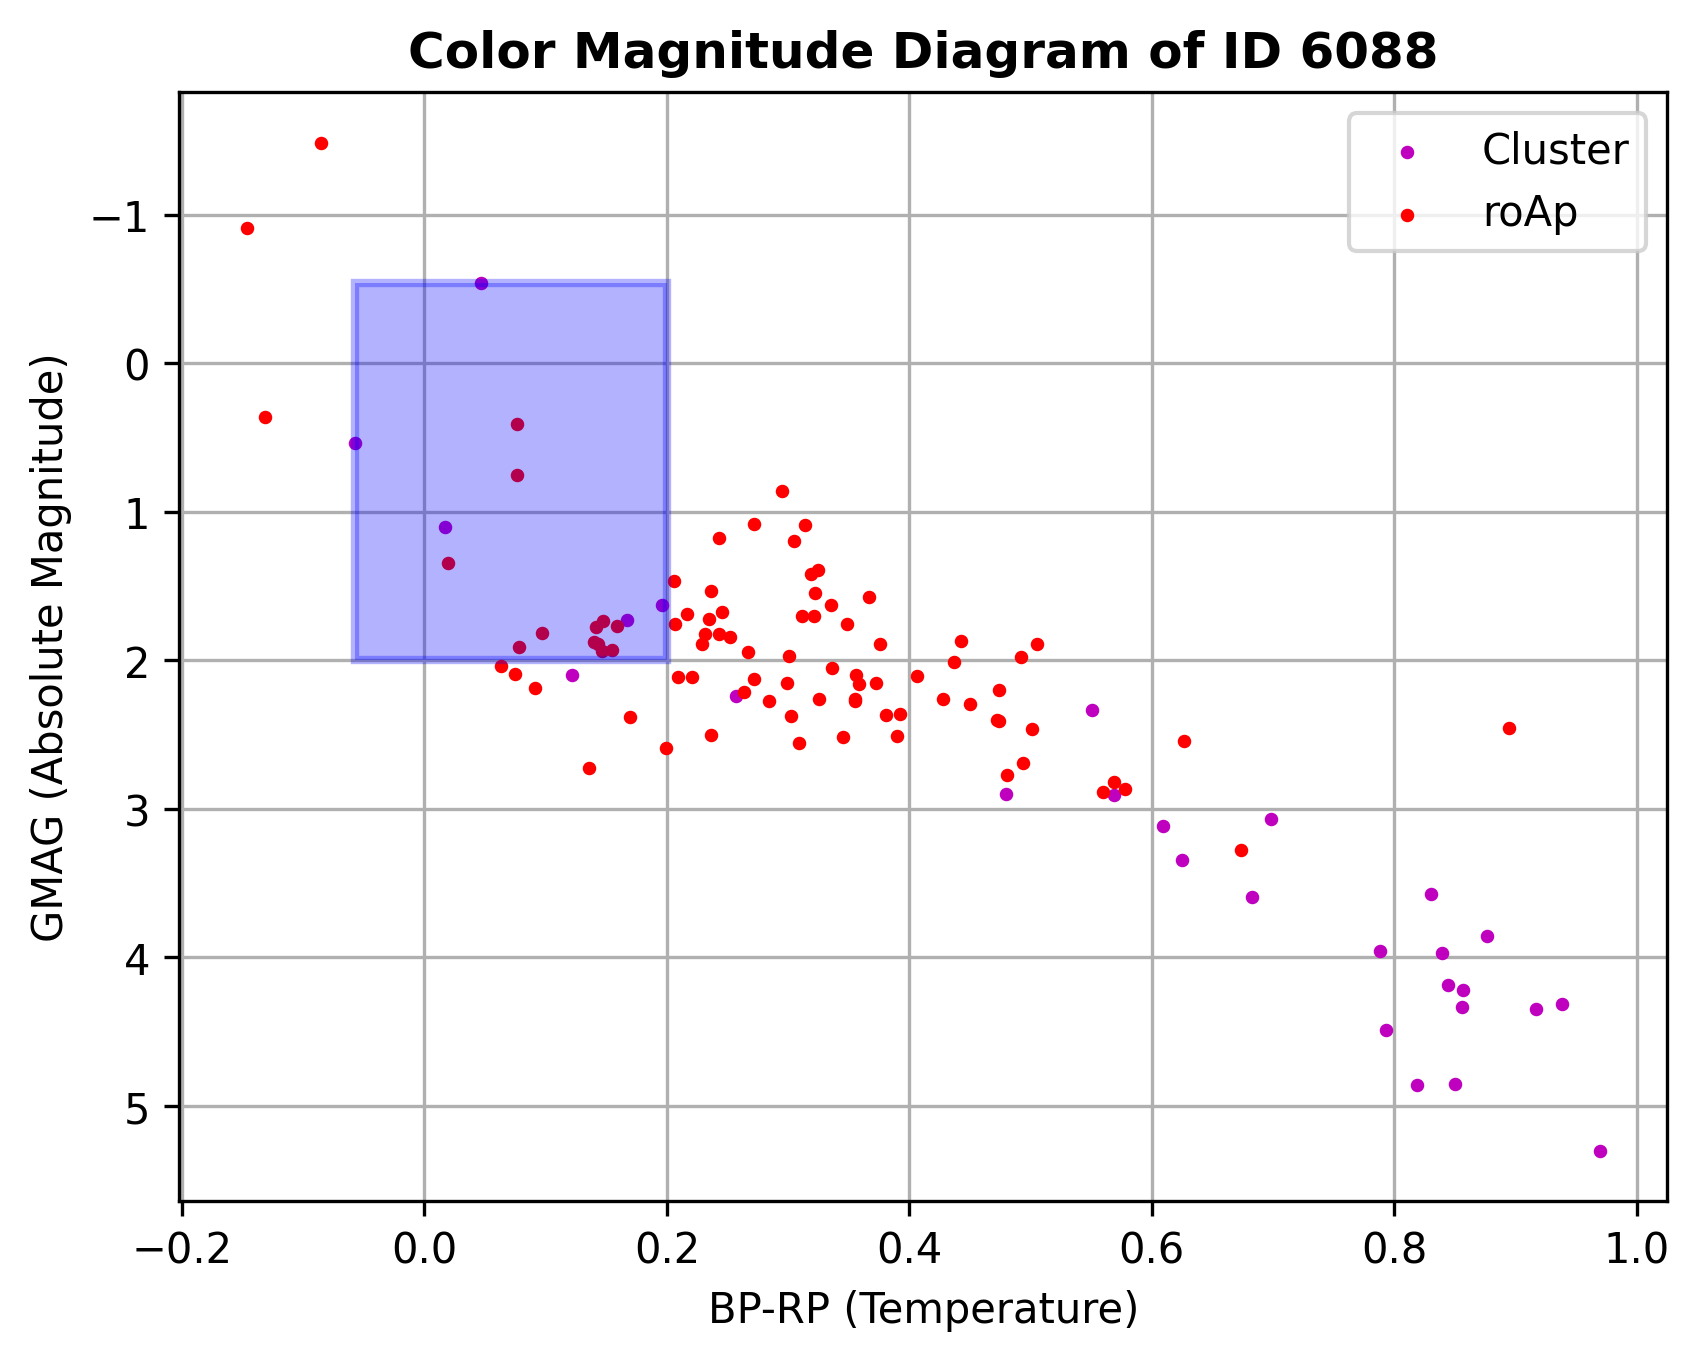 Color Magnitude Diagram of ID 6088
Cluster
roAp
GMAG (Absolute Magnitude)
−1
0
1
2
3
4
5
−0.2 0.0 0.2 0.4 0.6 0.8 1.0
BP-RP (Temperature)